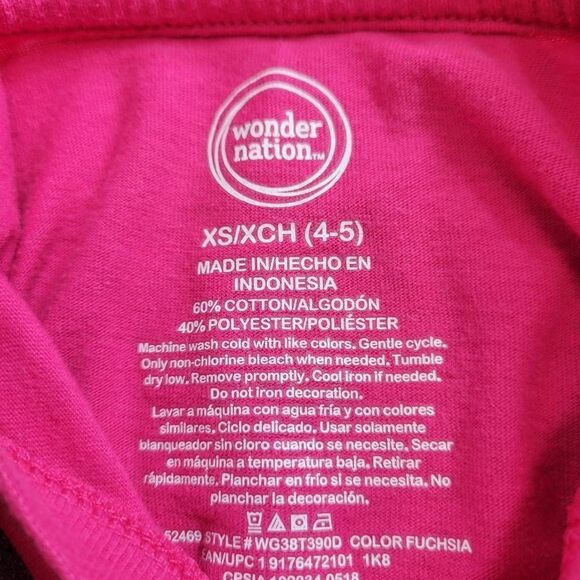 wonder
nation™
XS/XCH (4-5)
MADE IN/HECHO EN
INDONESIA
60% COTTON/ALGODÓN
40% POLYESTER/POLIÉSTER
Machine wash cold with like colors. Gentle cycle.
Only non-chlorine bleach when needed. Tumble
dry low. Remove promptly. Cool iron if needed.
Do not iron decoration.
Lavar a máquina con agua fría y con colores
similares. Ciclo delicado. Usar solamente
blanqueador sin cloro cuando se necesite. Secar
en máquina a temperatura baja. Retirar
rápidamente. Planchar en frío si se necesita. No
planchar la decoración.
52469 STYLE # WG38T390D COLOR FUCHSIA
EAN/UPC 1 9176472101 1K8
CPSIA